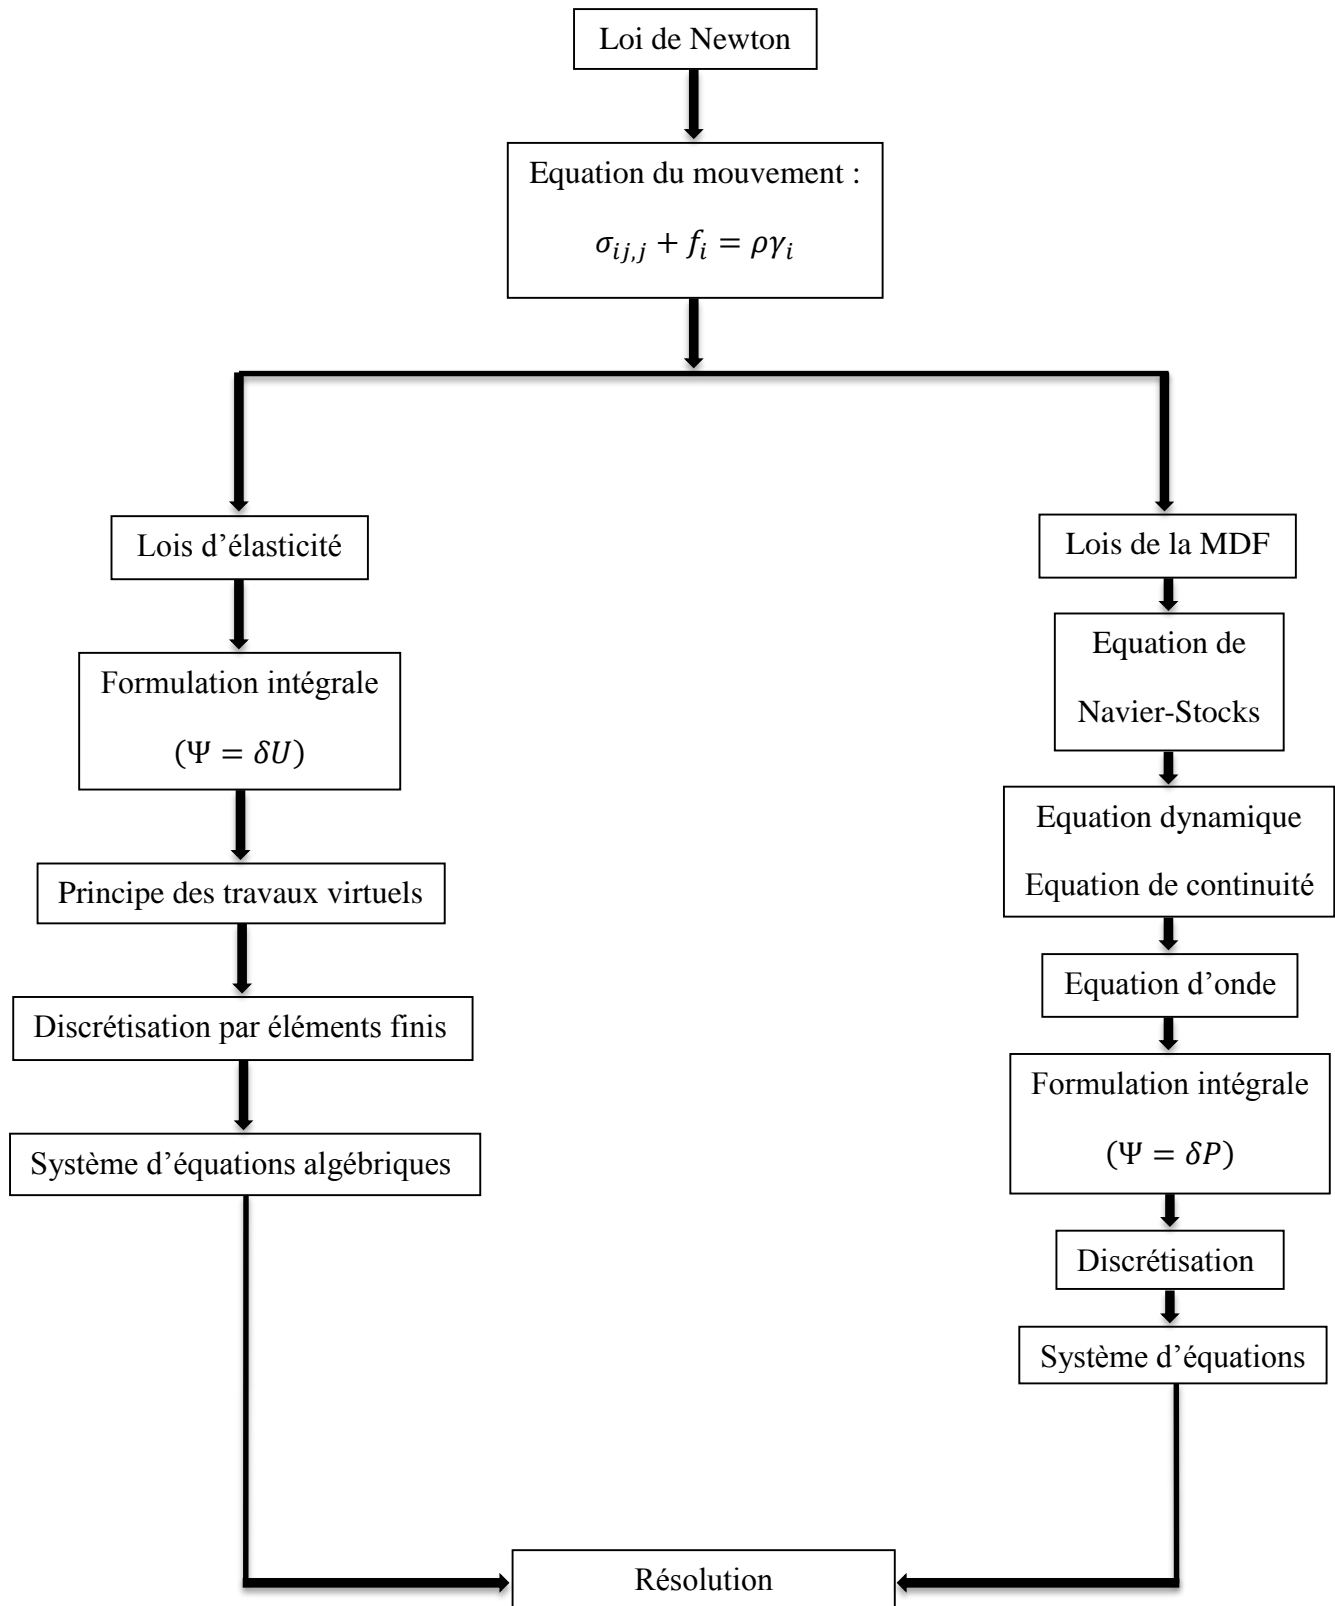 Loi de Newton
Equation du mouvement :
σ_{ij,j} + f_i = ργ_i
Lois d’élasticité
Formulation intégrale
(Ψ = δU)
Principe des travaux virtuels
Discrétisation par éléments finis
Système d’équations algébriques
Lois de la MDF
Equation de
Navier-Stocks
Equation dynamique
Equation de continuité
Equation d’onde
Formulation intégrale
(Ψ = δP)
Discrétisation
Système d’équations
Résolution